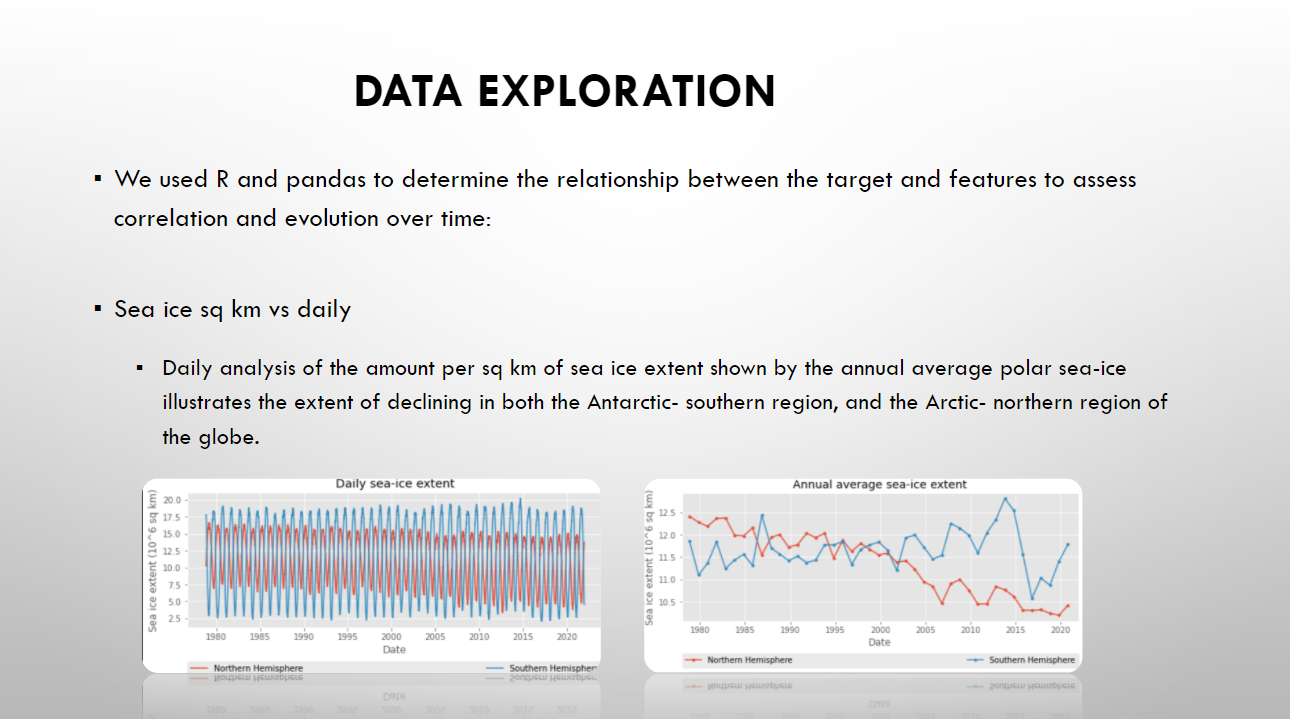 DATA EXPLORATION
▪ We used R and pandas to determine the relationship between the target and features to assess
correlation and evolution over time:
▪ Sea ice sq km vs daily
▪ Daily analysis of the amount per sq km of sea ice extent shown by the annual average polar sea-ice
illustrates the extent of declining in both the Antarctic- southern region, and the Arctic- northern region of
the globe.
Daily sea-ice extent
Sea ice extent (10^6 sq km)
20.0
17.5
15.0
12.5
10.0
7.5
5.0
2.5
1980 1985 1990 1995 2000 2005 2010 2015 2020
Date
Northern Hemisphere Southern Hemispher
Annual average sea-ice extent
Sea ice extent (10^6 sq km)
12.5
12.0
11.5
11.0
10.5
1980 1985 1990 1995 2000 2005 2010 2015 2020
Date
Northern Hemisphere Southern Hemisphere